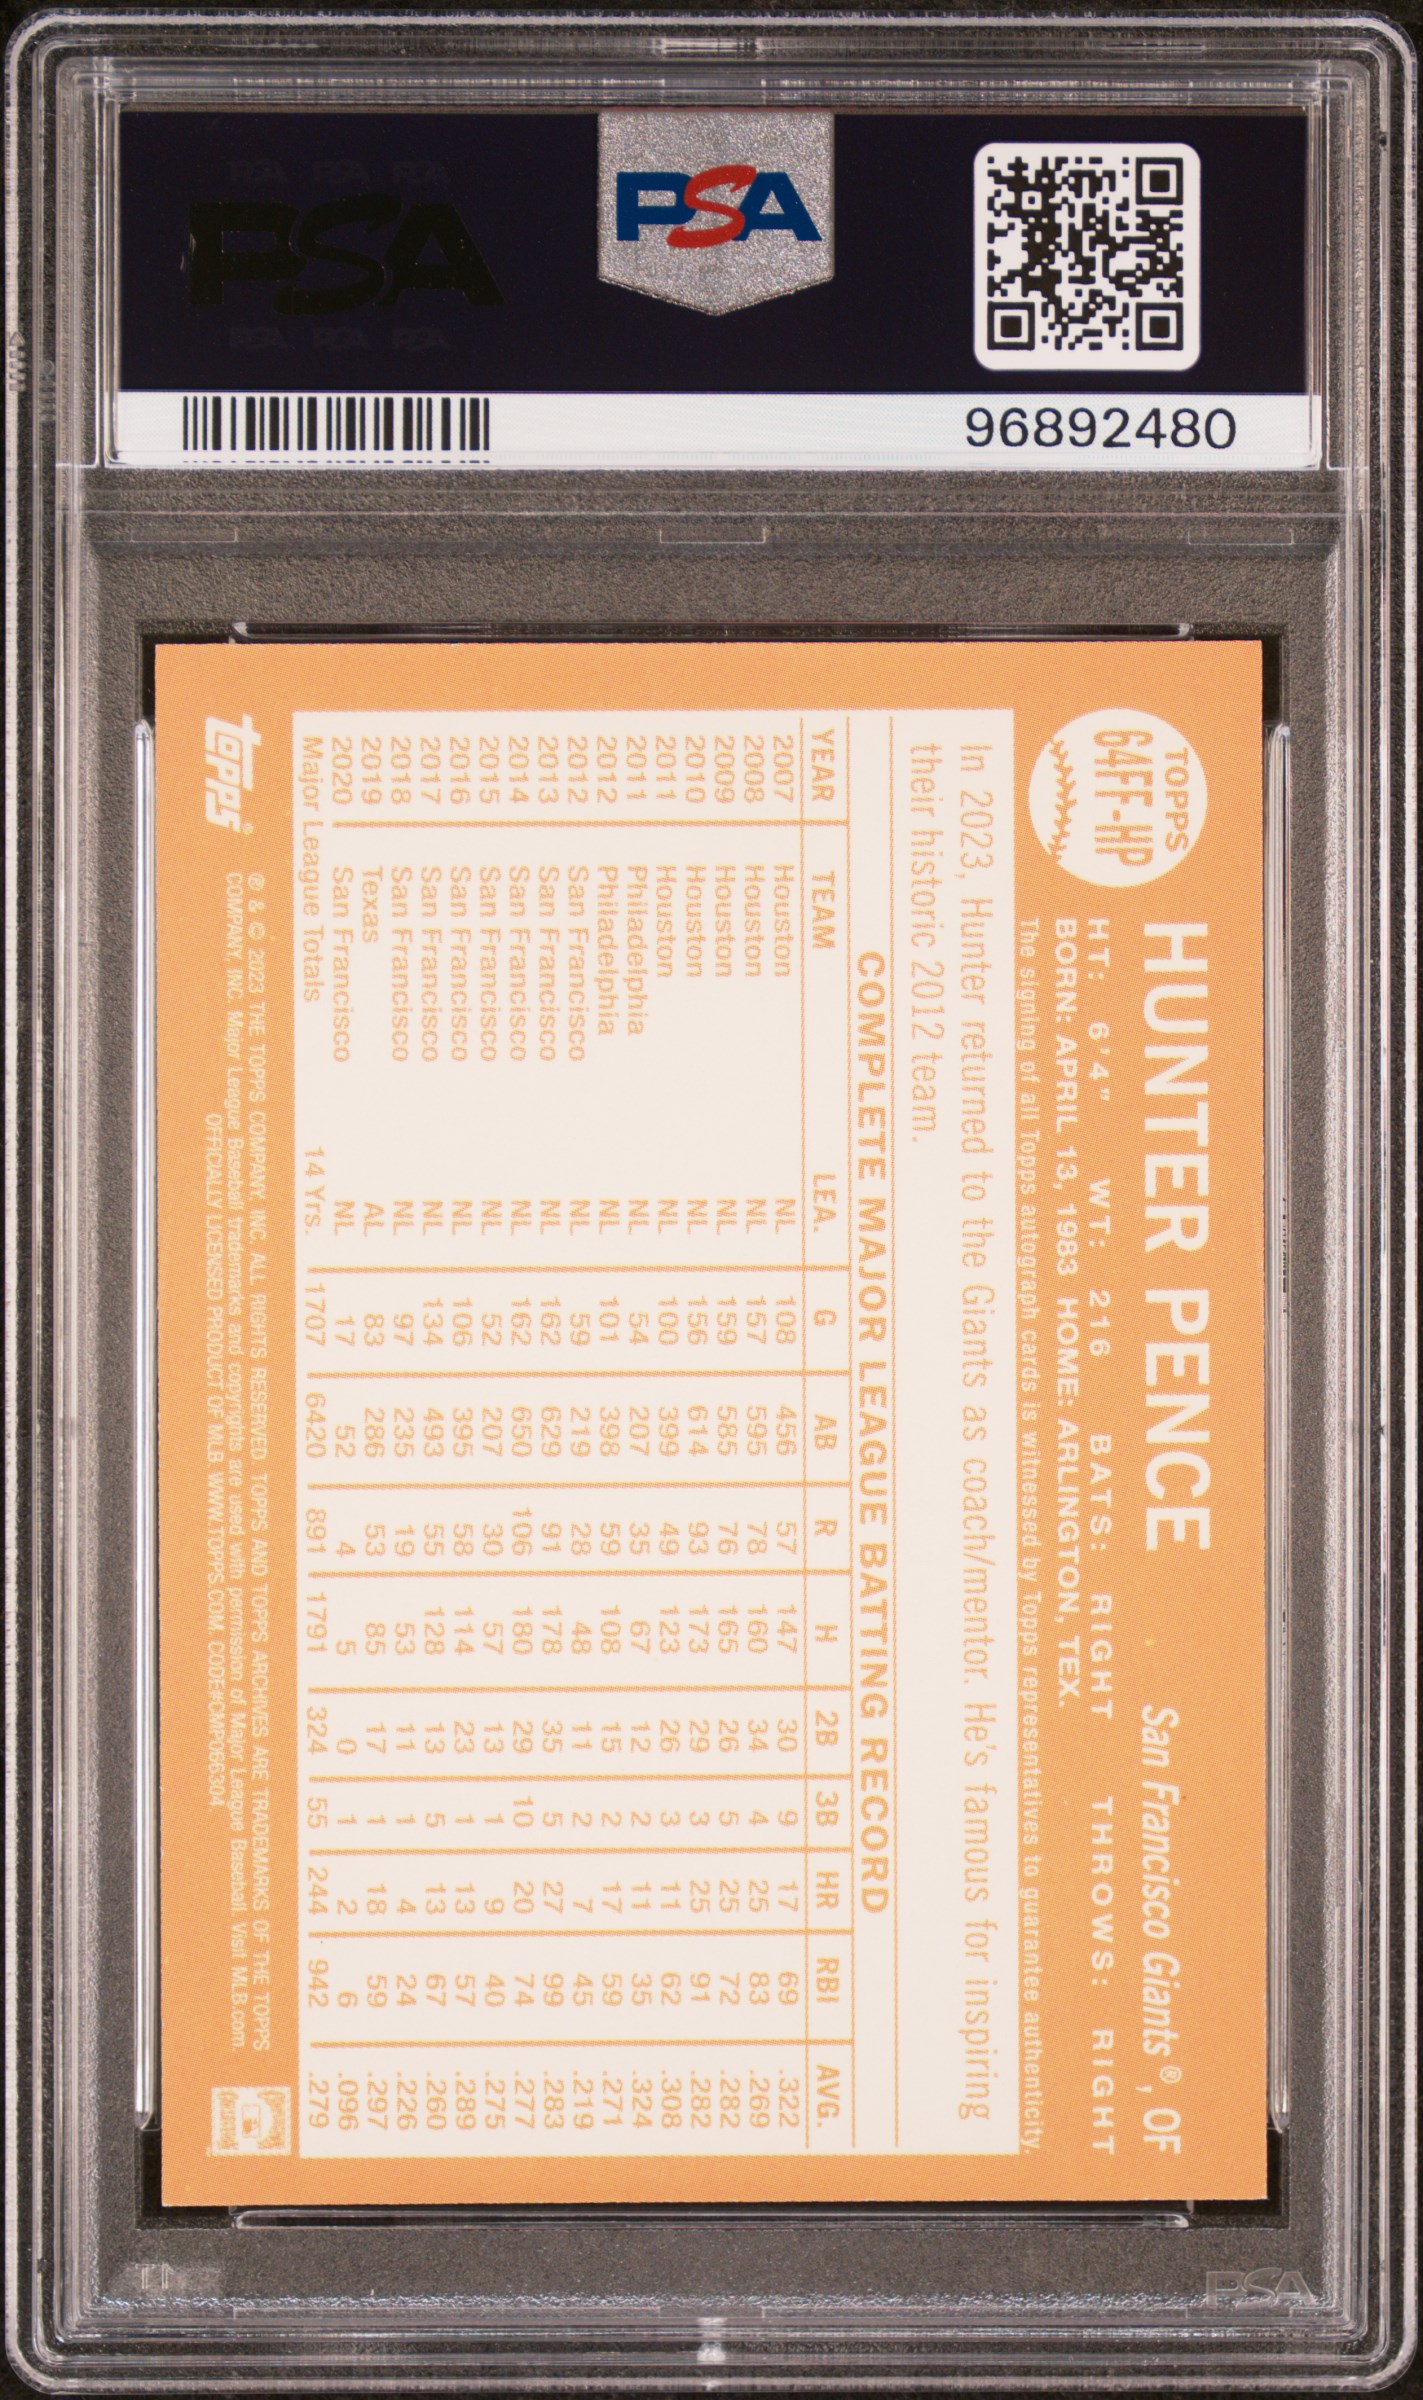 PSA
PSA
96892480
TOPPS
64FF-HP
HUNTER PENCE San Francisco Giants®, OF
HT: 6'4" WT: 216 BATS: RIGHT THROWS: RIGHT
BORN: APRIL 13, 1983 HOME: ARLINGTON, TEX.
The signing of all Topps autograph cards is witnessed by Topps representatives to guarantee authenticity.
In 2023, Hunter returned to the Giants as coach/mentor. He's famous for inspiring
their historic 2012 team.
COMPLETE MAJOR LEAGUE BATTING RECORD
YEAR TEAM LEA. G AB R H 2B 3B HR RBI AVG.
2007 Houston NL 108 456 57 147 30 9 17 69 .322
2008 Houston NL 157 595 78 160 34 4 25 83 .269
2009 Houston NL 159 585 76 165 26 5 25 72 .282
2010 Houston NL 156 614 93 173 29 3 25 91 .282
2011 Houston NL 100 399 49 123 26 3 11 62 .308
2011 Philadelphia NL 54 207 35 67 12 2 11 35 .324
2012 Philadelphia NL 101 398 59 108 15 2 17 59 .271
2012 San Francisco NL 59 219 28 48 11 2 7 45 .219
2013 San Francisco NL 162 629 91 178 35 5 27 99 .283
2014 San Francisco NL 162 650 106 180 29 10 20 74 .277
2015 San Francisco NL 52 207 30 57 13 1 9 40 .275
2016 San Francisco NL 106 395 58 114 23 1 13 57 .289
2017 San Francisco NL 134 493 55 128 13 5 13 67 .260
2018 San Francisco NL 97 235 19 53 11 1 4 24 .226
2019 Texas AL 83 286 53 85 17 1 18 59 .297
2020 San Francisco NL 17 52 4 5 0 1 2 6 .096
Major League Totals 14 Yrs. 1707 6420 891 1791 324 55 244 942 .279
topps®
® & © 2023 THE TOPPS COMPANY, INC. ALL RIGHTS RESERVED. TOPPS AND TOPPS ARCHIVES ARE TRADEMARKS OF THE TOPPS
COMPANY, INC. Major League Baseball trademarks and copyrights are used with permission of Major League Baseball. Visit MLB.com.
OFFICIALLY LICENSED PRODUCT OF MLB WWW.TOPPS.COM. CODE#CMP066304
PSA